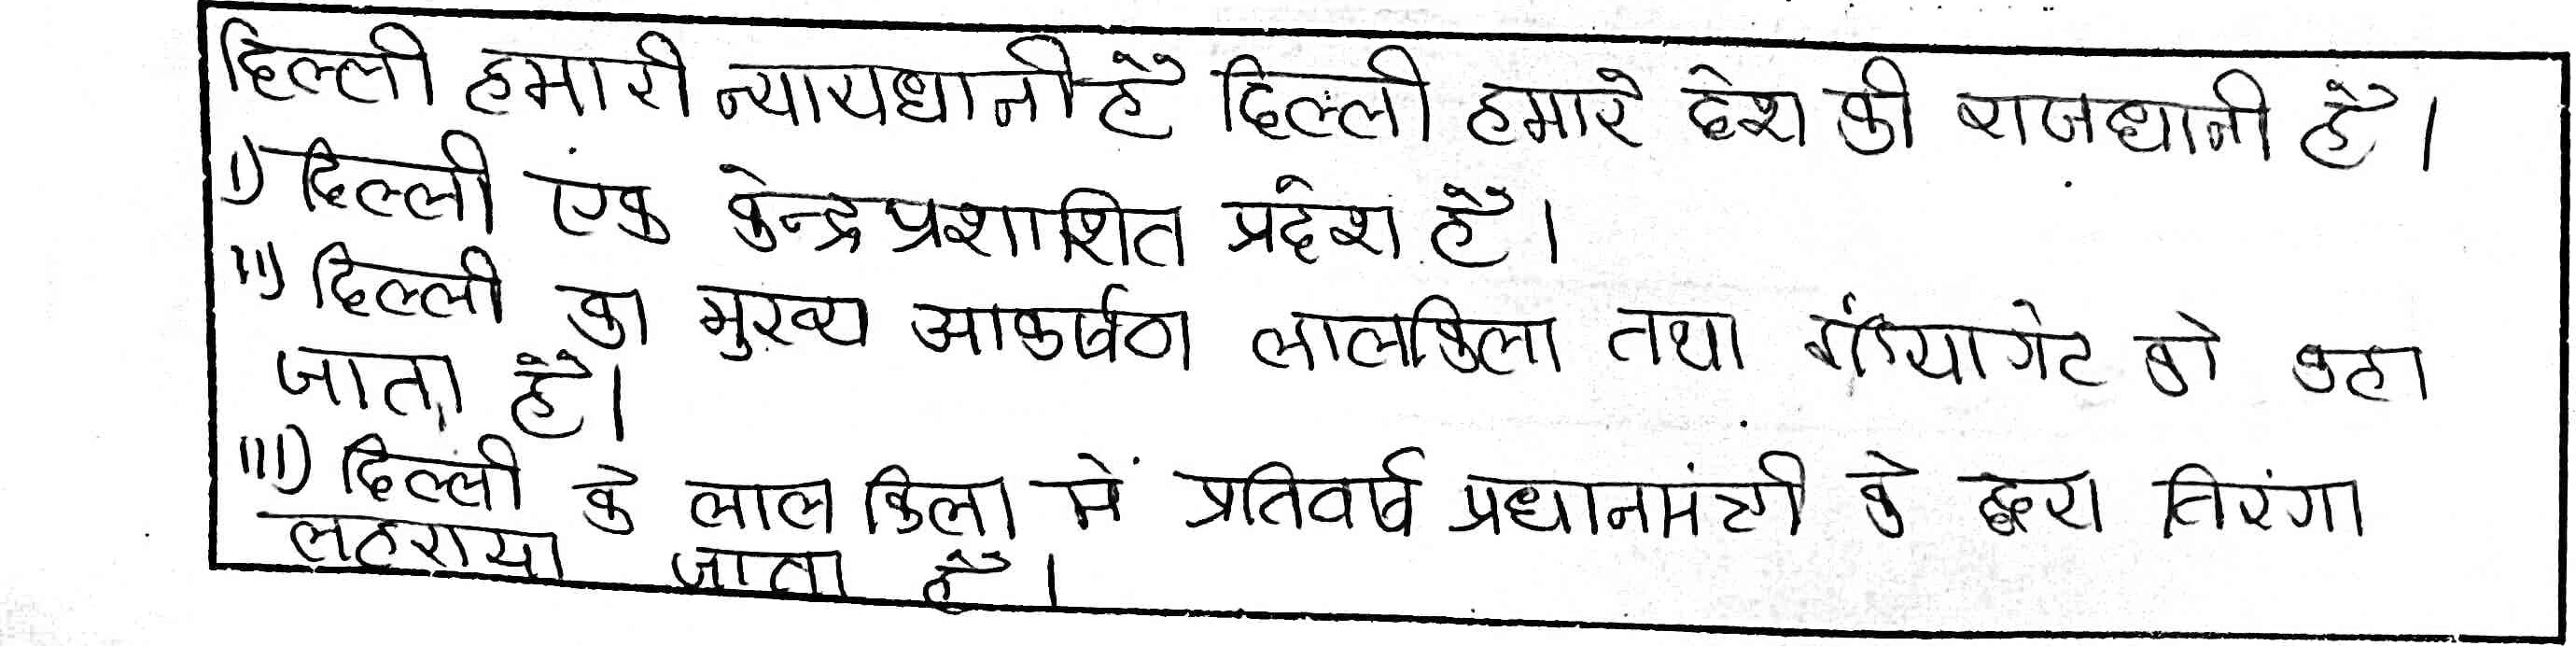 दिल्ली हमारी न्यायधानी है दिल्ली हमारे देश की राजधानी है।
I) दिल्ली एक केन्द्रप्रशाशित प्रदेश है।
II) दिल्ली का मुख्य आकर्षण लालकिला तथा गेट को कहा
जाता है।
III) दिल्ली के लाल किला में प्रतिवर्ष प्रधानमंत्री के द्वारा तिरंगा
लहराया जाता है।